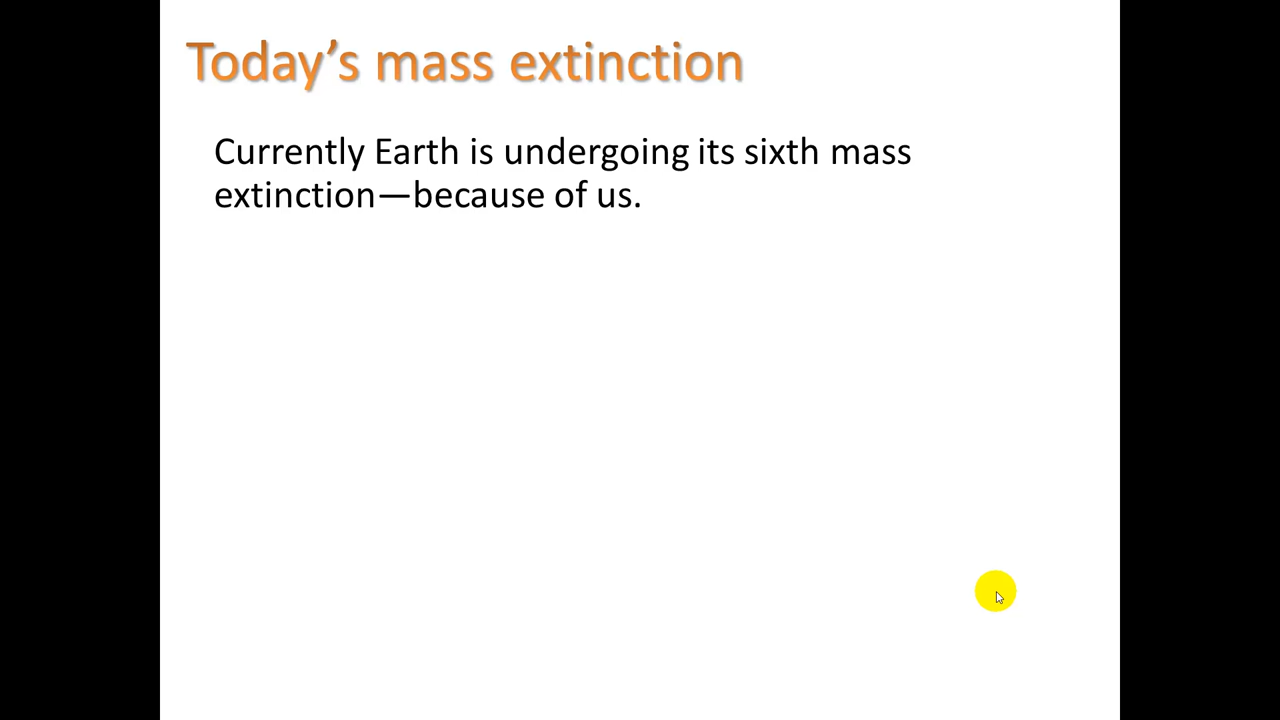 Today’s mass extinction
Currently Earth is undergoing its sixth mass
extinction—because of us.